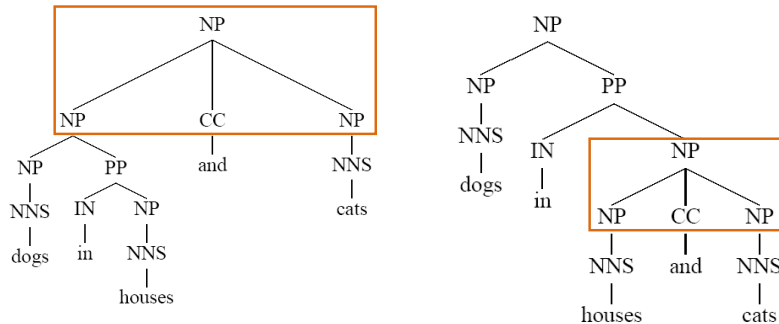 NP
NP CC NP
NP PP and NNS
NNS IN NP cats
dogs in NNS
houses
NP
NP PP
NNS IN NP
dogs in NP CC NP
NNS and NNS
houses cats